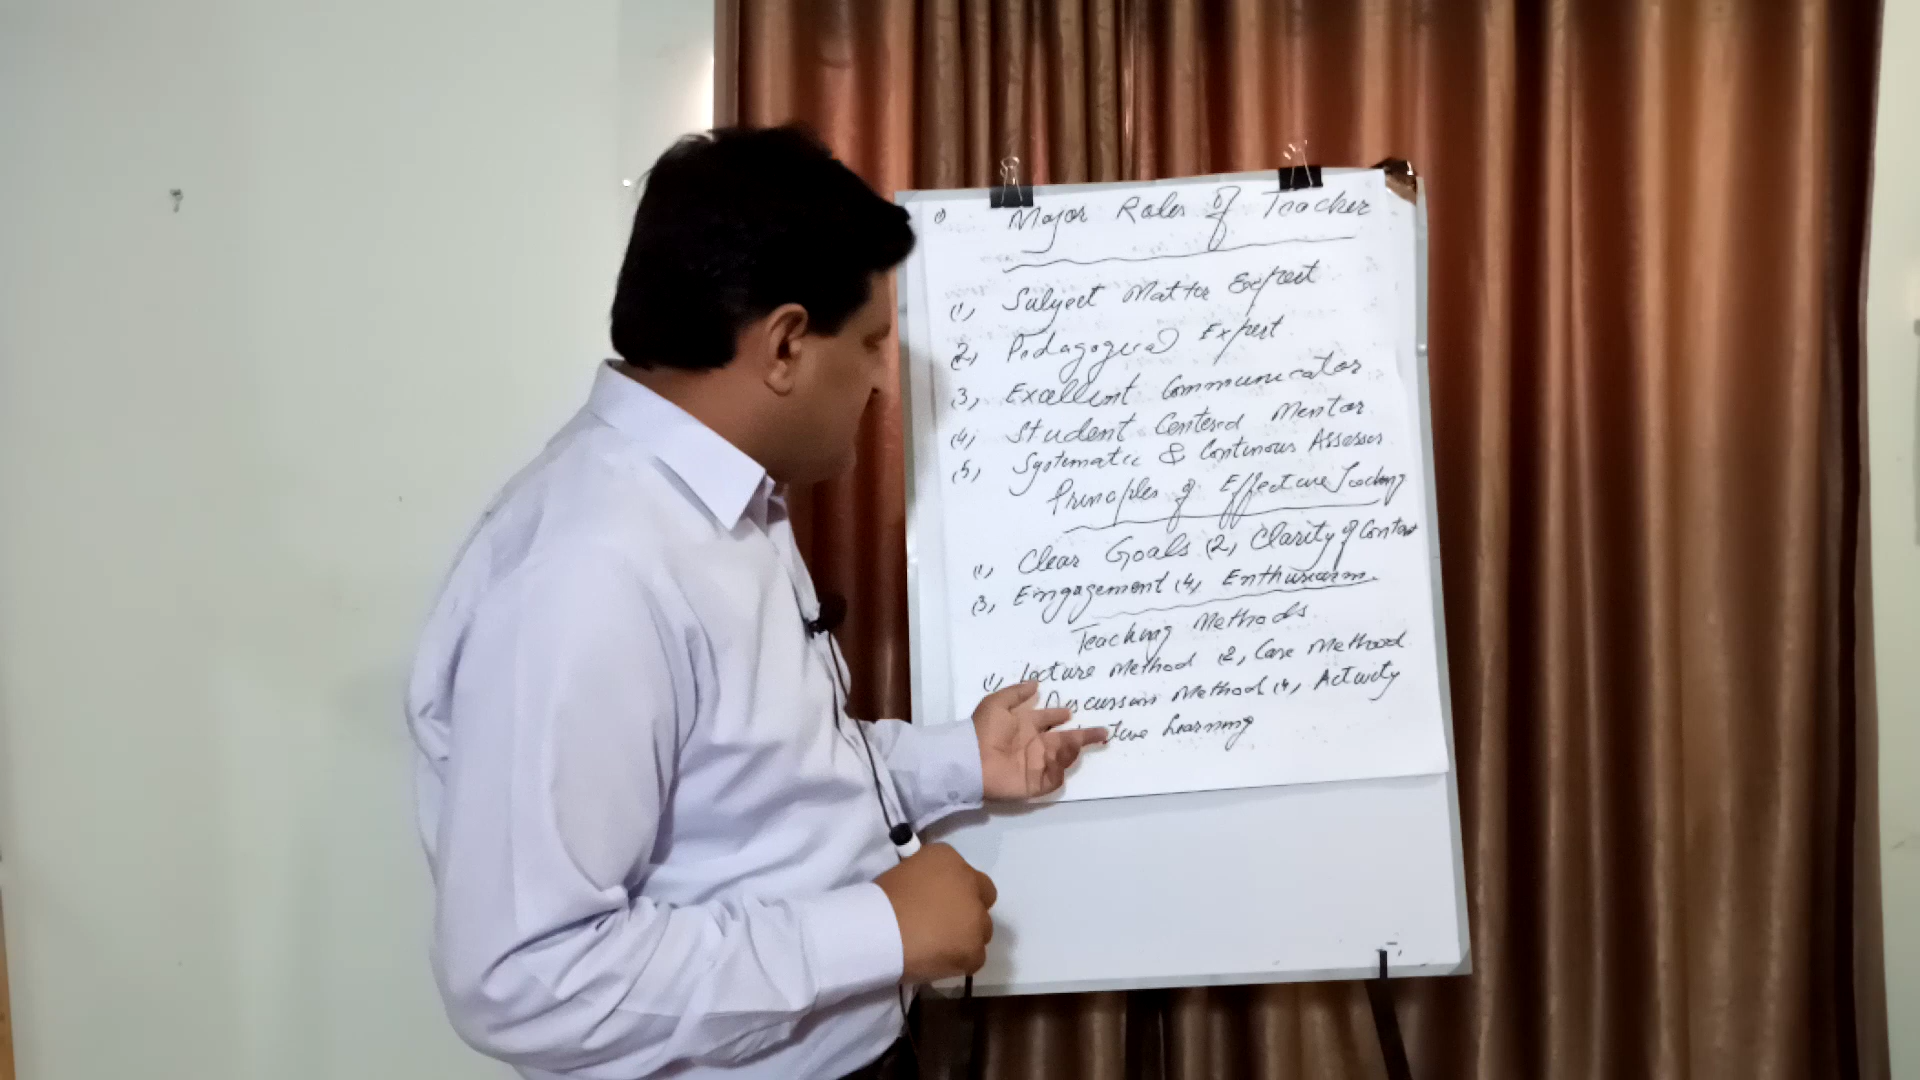 Major Roles of Teacher
(1) Subject Matter Expert
(2) Pedagogical Expert
(3) Excellent Communicator
(4) Student Centered Mentor
(5) Systematic & Continous Assessor
Principles of Effective Teaching
(1) Clear Goals (2) Clarity of Content
(3) Emgagement (4) Enthusiasm
Teaching Methods
(1) Lecture Method (2) Case Method
Discussion Method (4) Activity
Learning